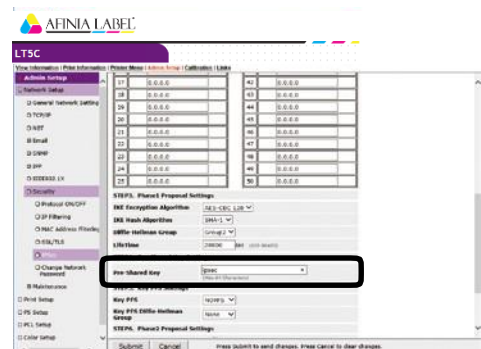 AFINIA LABEL
LT5C
View Information | Print Information | Printer Menu | Admin Setup | Calibration | Links
Admin Setup
Network Setup
General Network Setting
TCP/IP
NBT
Email
SNMP
IPP
IEEE802.1X
Security
Protocol ON/OFF
IP Filtering
MAC Address Filtering
SSL/TLS
IPSec
Change Network
Password
Maintenance
Print Setup
PS Setup
PCL Setup
Color Setup
17 0.0.0.0 42 0.0.0.0
18 0.0.0.0 43 0.0.0.0
19 0.0.0.0 44 0.0.0.0
20 0.0.0.0 45 0.0.0.0
21 0.0.0.0 46 0.0.0.0
22 0.0.0.0 47 0.0.0.0
23 0.0.0.0 48 0.0.0.0
24 0.0.0.0 49 0.0.0.0
25 0.0.0.0 50 0.0.0.0
STEP3. Phase1 Proposal Settings
IKE Encryption Algorithm AES-CBC 128
IKE Hash Algorithm SHA-1
Diffie Hellman Group Group2
LifeTime 28800 sec
Pre-Shared Key ipsec
Key PFS NOPFS
Key PFS Diffie-Hellman None
Group
STEP6. Phase2 Proposal Settings
Submit Cancel Press Submit to send changes. Press Cancel to clear changes.